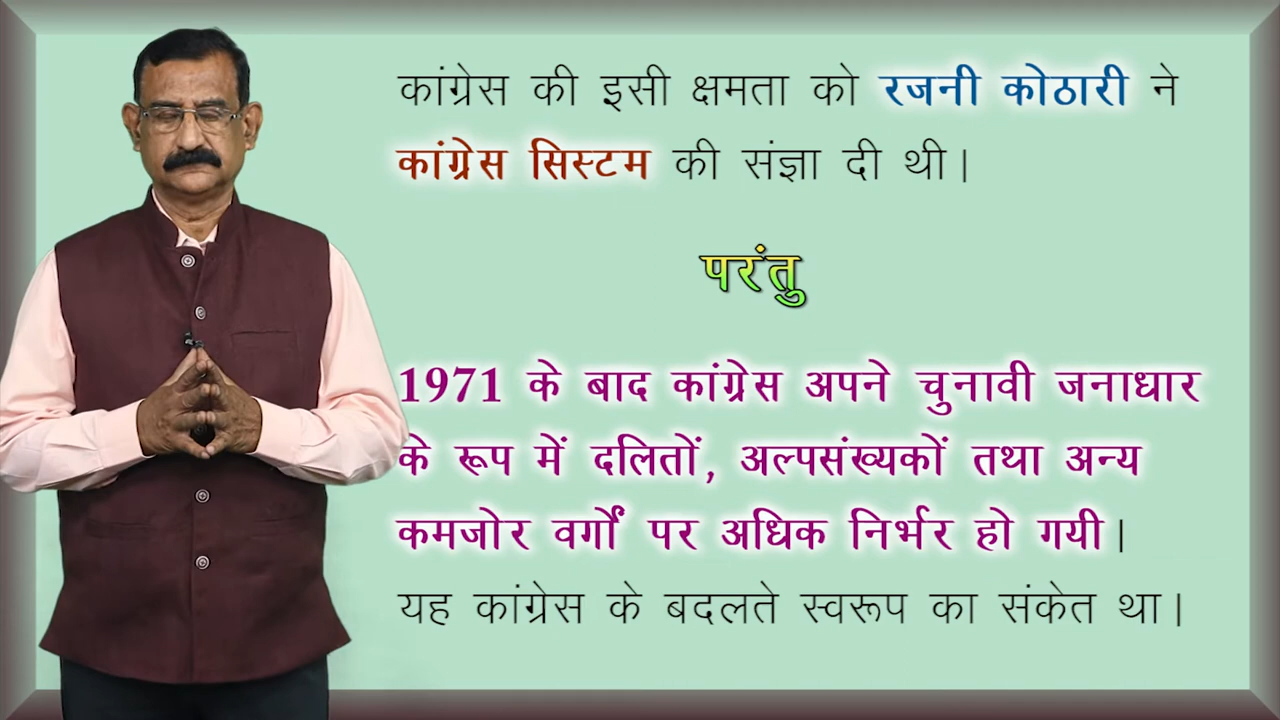 कांग्रेस की इसी क्षमता को रजनी कोठारी ने
कांग्रेस सिस्टम की संज्ञा दी थी।
परंतु
1971 के बाद कांग्रेस अपने चुनावी जनाधार
के रूप में दलितों, अल्पसंख्यकों तथा अन्य
कमजोर वर्गों पर अधिक निर्भर हो गयी।
यह कांग्रेस के बदलते स्वरूप का संकेत था।